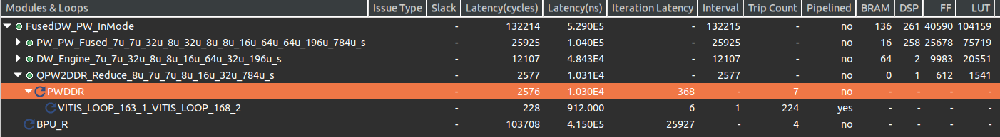 Modules & Loops Issue Type Slack Latency(cycles) Latency(ns) Iteration Latency Interval Trip Count Pipelined BRAM DSP FF LUT
FusedDW_PW_InMode - 132214 5.290E5 - 132215 - no 136 261 40590 104159
PW_PW_Fused_7u_7u_32u_8u_32u_8u_8u_16u_64u_64u_196u_784u_s - 25925 1.040E5 - 25925 - no 16 258 25678 75719
DW_Engine_7u_7u_32u_8u_8u_16u_64u_32u_196u_s - 12107 4.843E4 - 12107 - no 64 2 9983 20551
QPW2DDR_Reduce_8u_7u_7u_8u_16u_32u_784u_s - 2577 1.031E4 - 2577 - no 0 1 612 1541
PWDDR - 2576 1.030E4 368 - 7 no - - - -
VITIS_LOOP_163_1_VITIS_LOOP_168_2 - 228 912.000 6 1 224 yes - - - -
BPU_R - 103708 4.150E5 25927 - 4 no - - - -